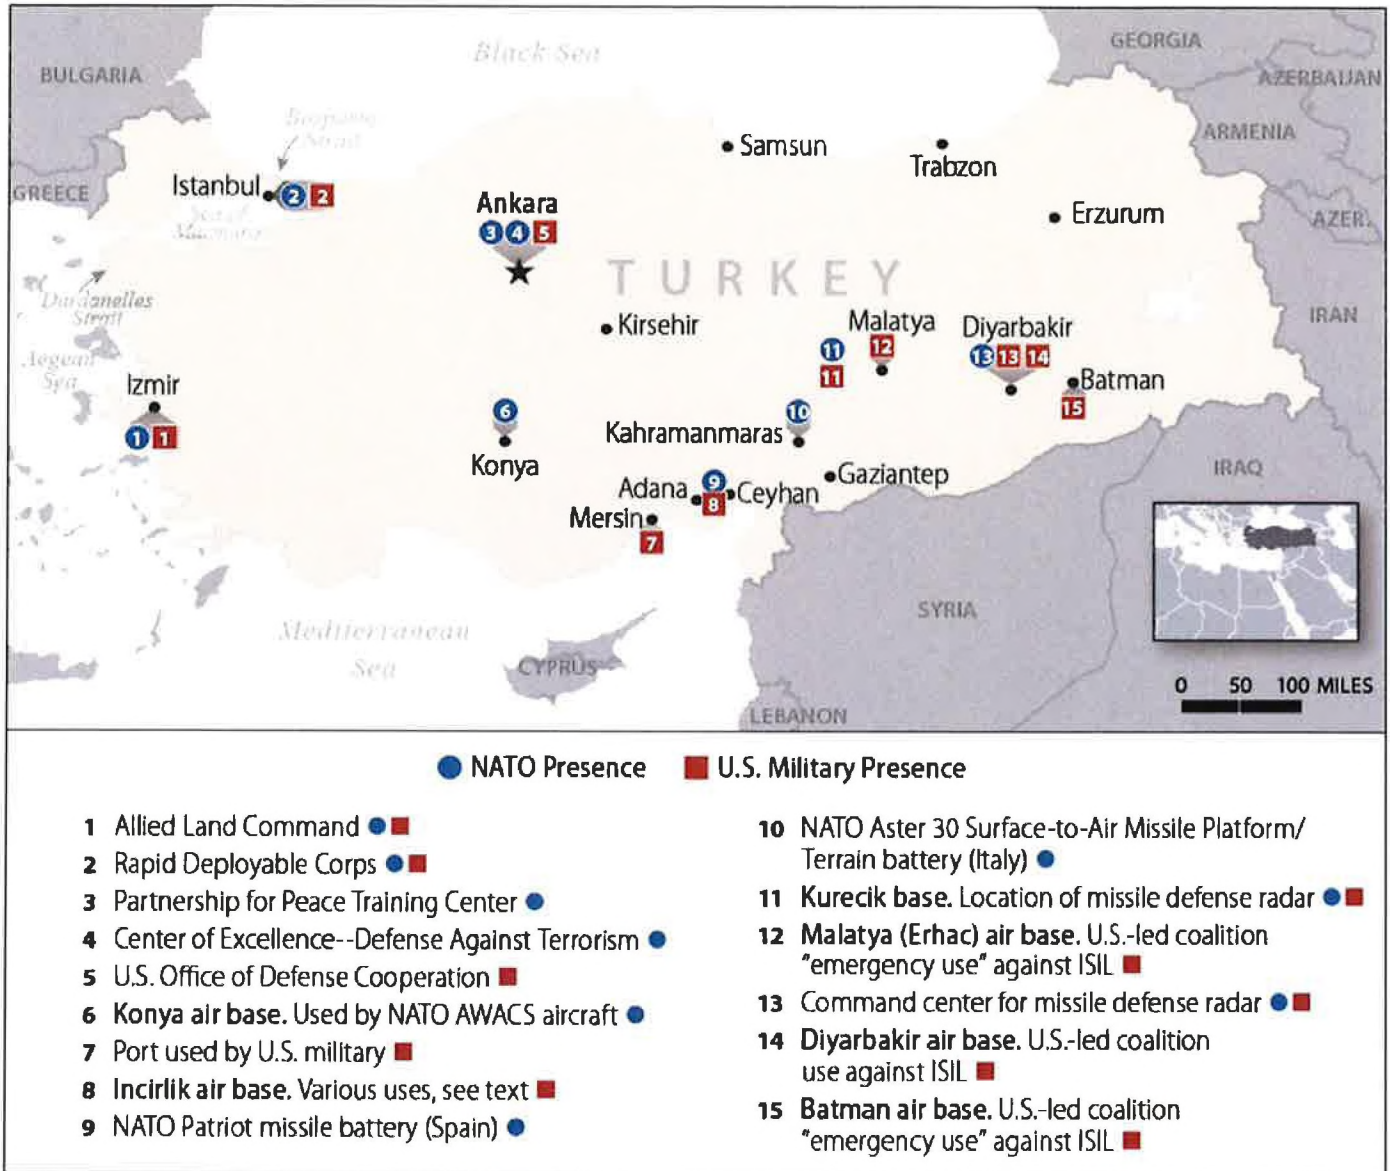 Black Sea
GEORGIA
BULGARIA
AZERBAIJAN
ARMENIA
Strait
Samsun
Trabzon
Istanbul
2 2
GREECE
Ankara
3 4 5
Erzurum
AZER.
Sea of
Marmara
TURKEY
Dardanelles
Strait
IRAN
Kirsehir
Malatya
12
Diyarbakir
13 13 14
11
11
Aegean
Sea
Izmir
1 1
Batman
15
6
Konya
10
Kahramanmaras
Gaziantep
IRAQ
Adana
9
8
Ceyhan
Mersin
7
SYRIA
Mediterranean
Sea
CYPRUS
LEBANON
0 50 100 MILES
NATO Presence U.S. Military Presence
1 Allied Land Command
2 Rapid Deployable Corps
3 Partnership for Peace Training Center
4 Center of Excellence--Defense Against Terrorism
5 U.S. Office of Defense Cooperation
6 Konya air base. Used by NATO AWACS aircraft
7 Port used by U.S. military
8 Incirlik air base. Various uses, see text
9 NATO Patriot missile battery (Spain)
10 NATO Aster 30 Surface-to-Air Missile Platform/
Terrain battery (Italy)
11 Kurecik base. Location of missile defense radar
12 Malatya (Erhac) air base. U.S.-led coalition
"emergency use" against ISIL
13 Command center for missile defense radar
14 Diyarbakir air base. U.S.-led coalition
use against ISIL
15 Batman air base. U.S.-led coalition
"emergency use" against ISIL